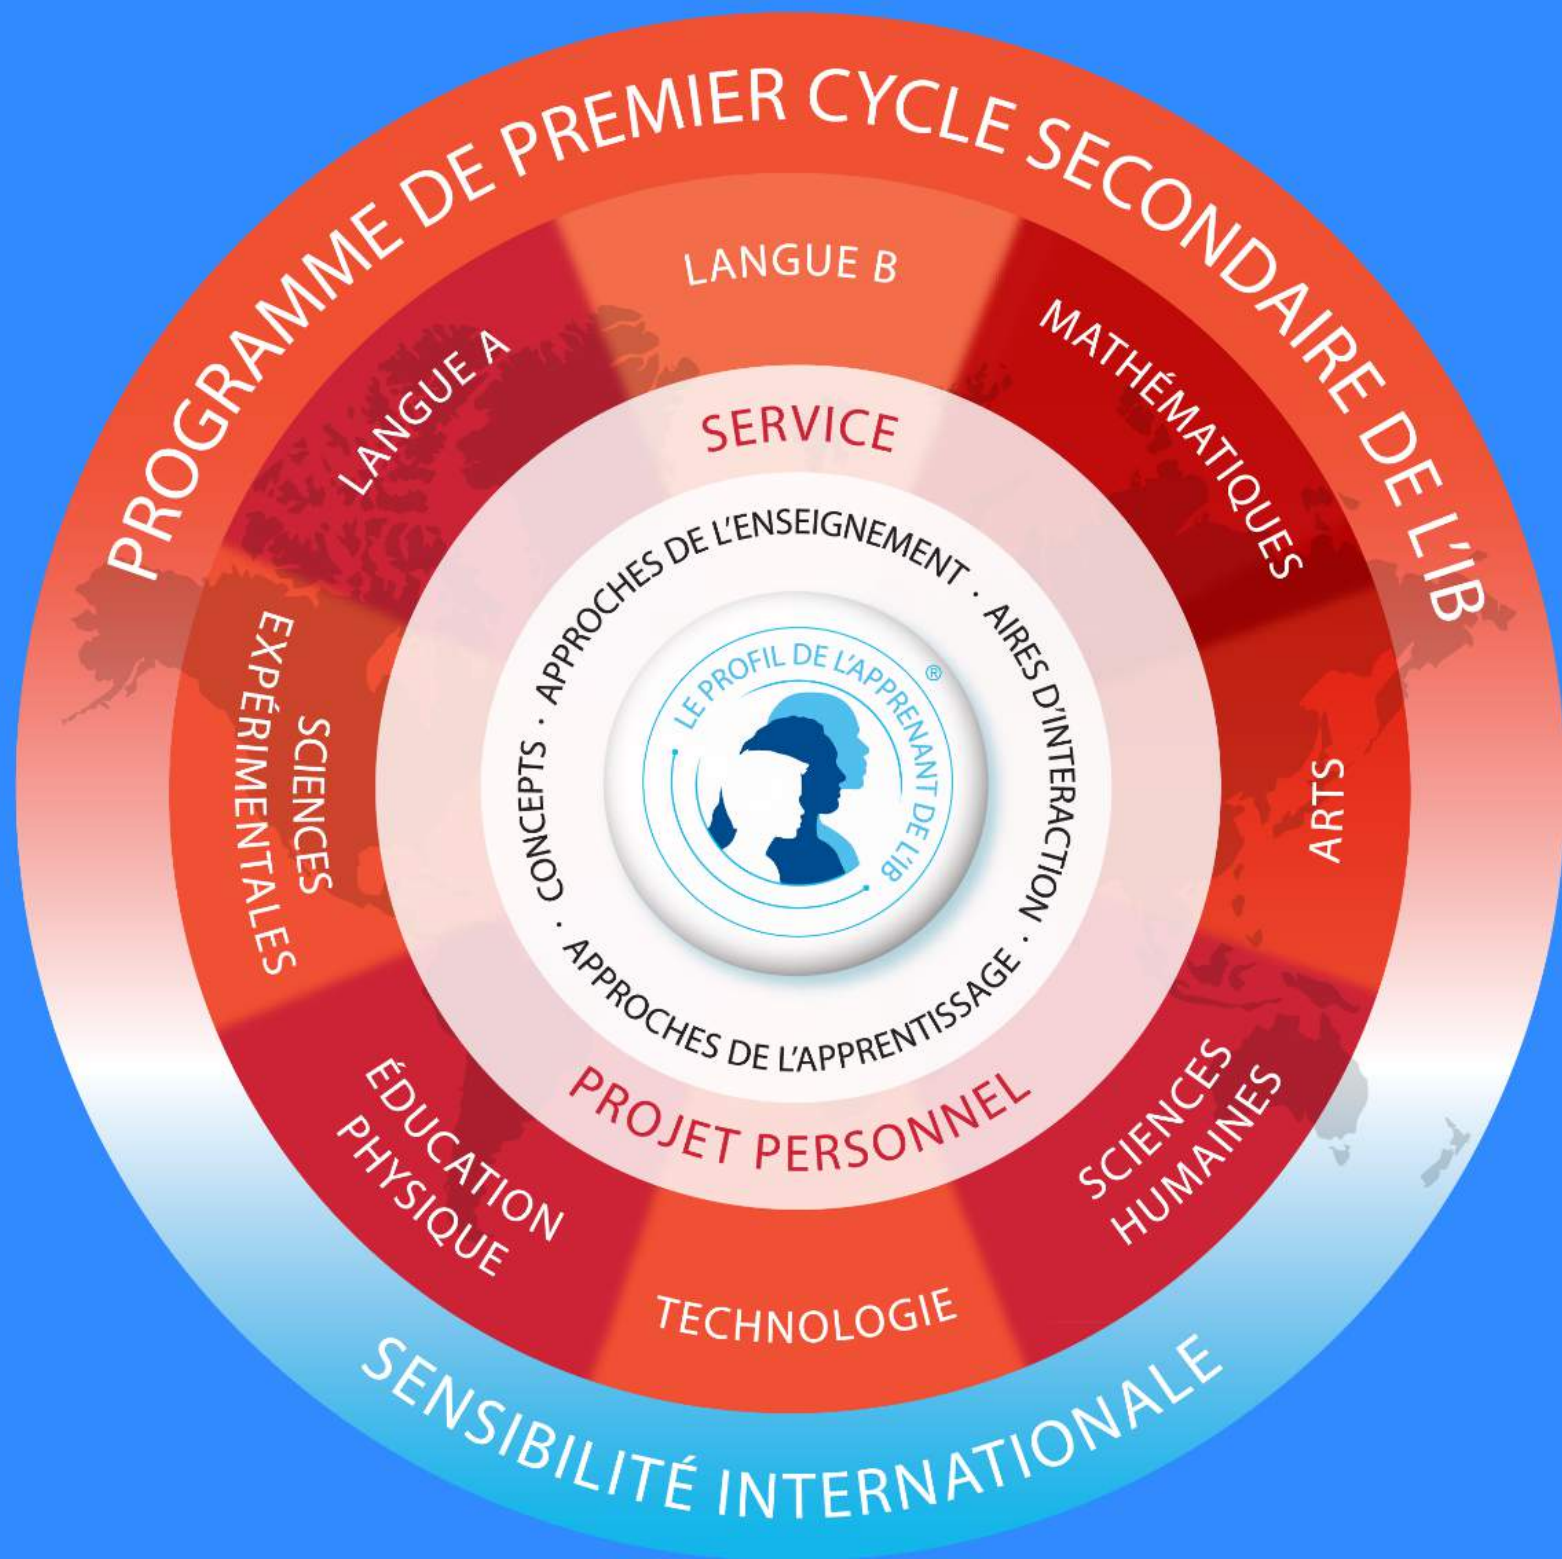 PROGRAMME DE PREMIER CYCLE SECONDAIRE DE L'IB
LANGUE B
LANGUE A
MATHÉMATIQUES
SERVICE
APPROCHES DE L'ENSEIGNEMENT · AIRES D'INTERACTION · APPROCHES DE L'APPRENTISSAGE · CONCEPTS ·
LE PROFIL DE L'APPRENANT DE L'IB
®
SCIENCES
EXPÉRIMENTALES
ARTS
PROJET PERSONNEL
ÉDUCATION
PHYSIQUE
SCIENCES
HUMAINES
TECHNOLOGIE
SENSIBILITÉ INTERNATIONALE